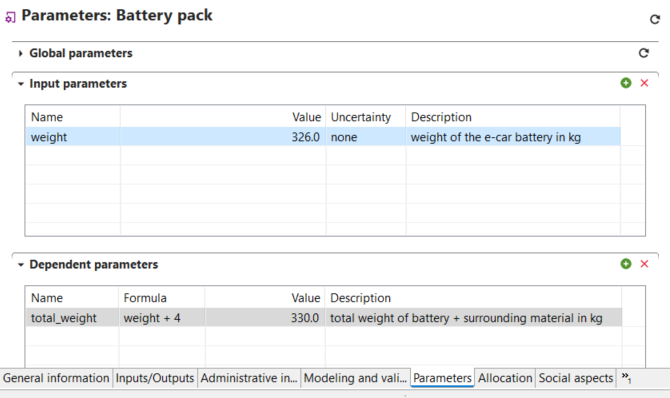 Parameters: Battery pack
Global parameters
Input parameters
Name Value Uncertainty Description
weight 326.0 none weight of the e-car battery in kg
Dependent parameters
Name Formula Value Description
total_weight weight + 4 330.0 total weight of battery + surrounding material in kg
General information Inputs/Outputs Administrative in... Modeling and vali... Parameters Allocation Social aspects »1